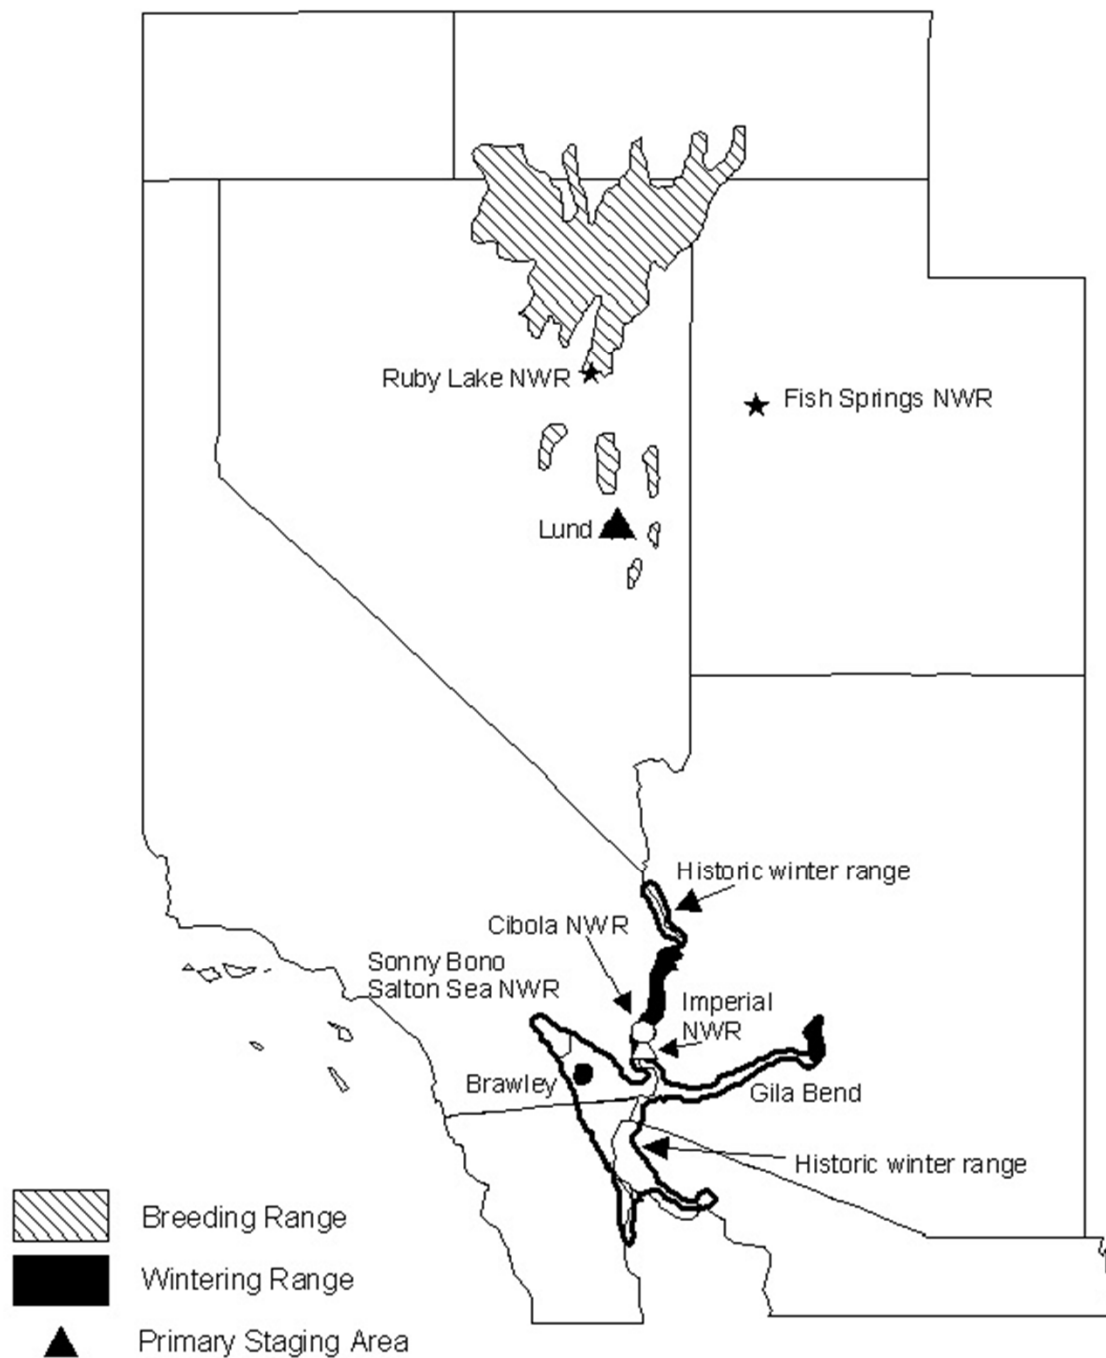 Ruby Lake NWR
Fish Springs NWR
Lund
Historic winter range
Cibola NWR
Sonny Bono
Salton Sea NWR
Imperial
NWR
Brawley
Gila Bend
Historic winter range
Breeding Range
Wintering Range
Primary Staging Area